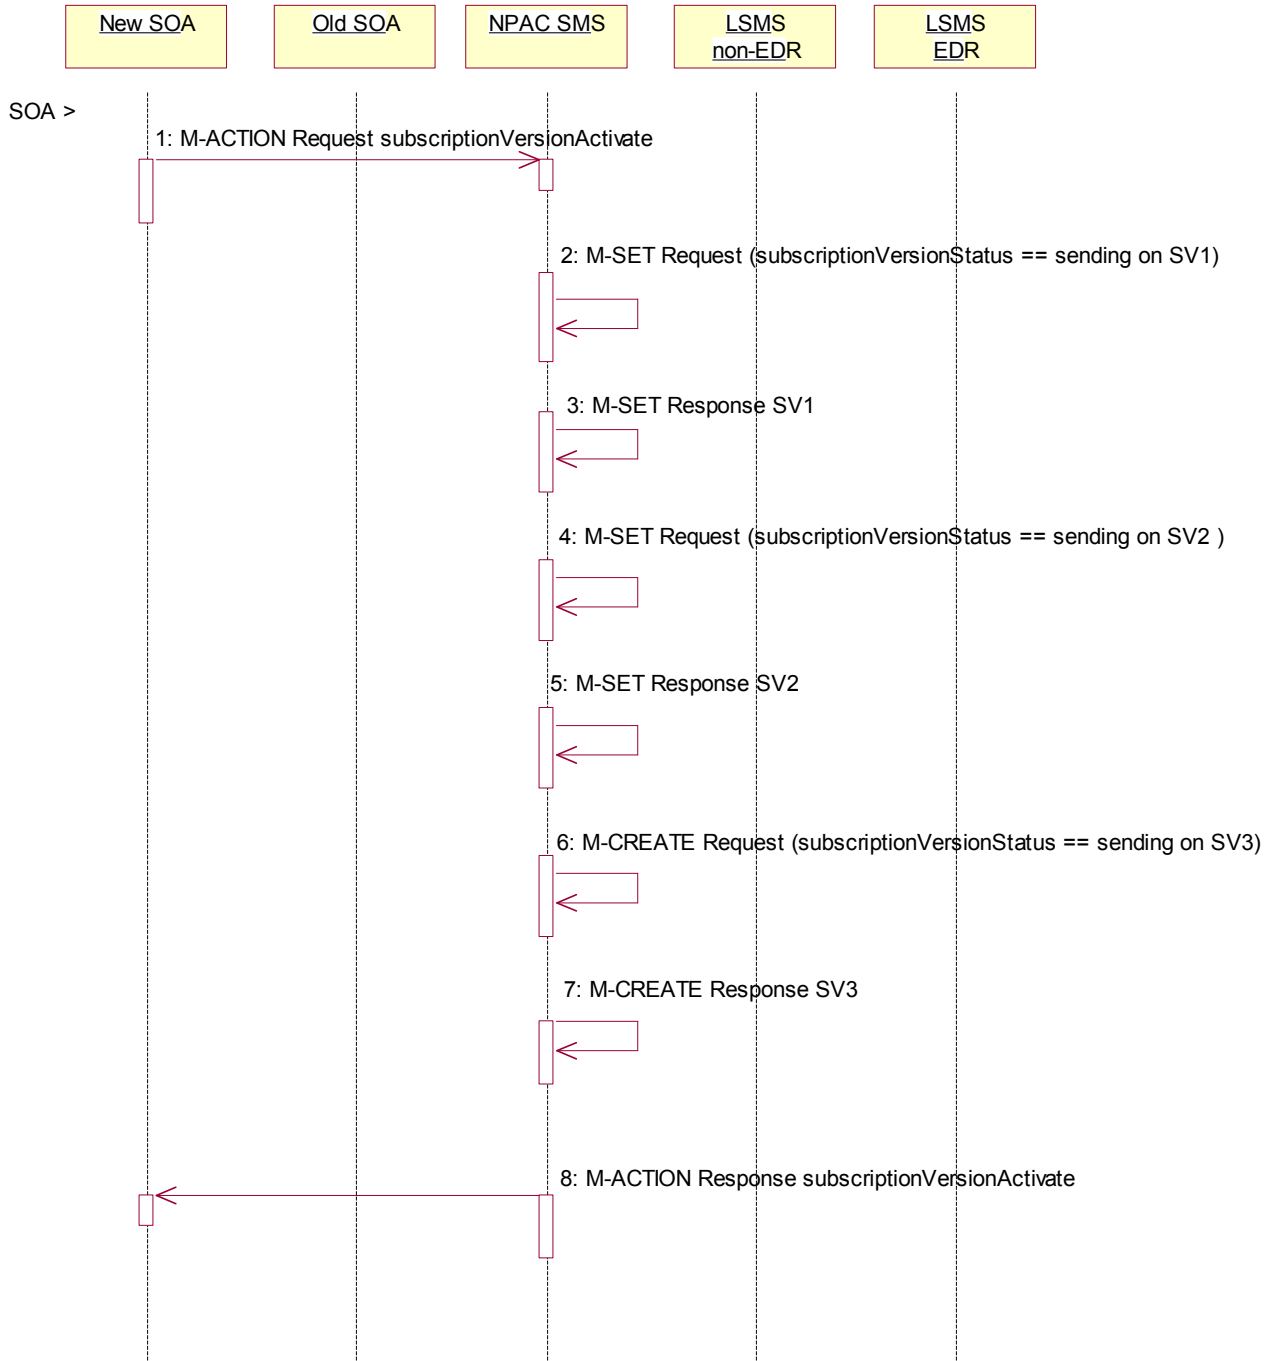 New SOA
Old SOA
NPAC SMS
LSMS
non-EDR
LSMS
EDR
SOA >
1: M-ACTION Request subscriptionVersionActivate
2: M-SET Request (subscriptionVersionStatus == sending on SV1)
3: M-SET Response SV1
4: M-SET Request (subscriptionVersionStatus == sending on SV2 )
5: M-SET Response SV2
6: M-CREATE Request (subscriptionVersionStatus == sending on SV3)
7: M-CREATE Response SV3
8: M-ACTION Response subscriptionVersionActivate